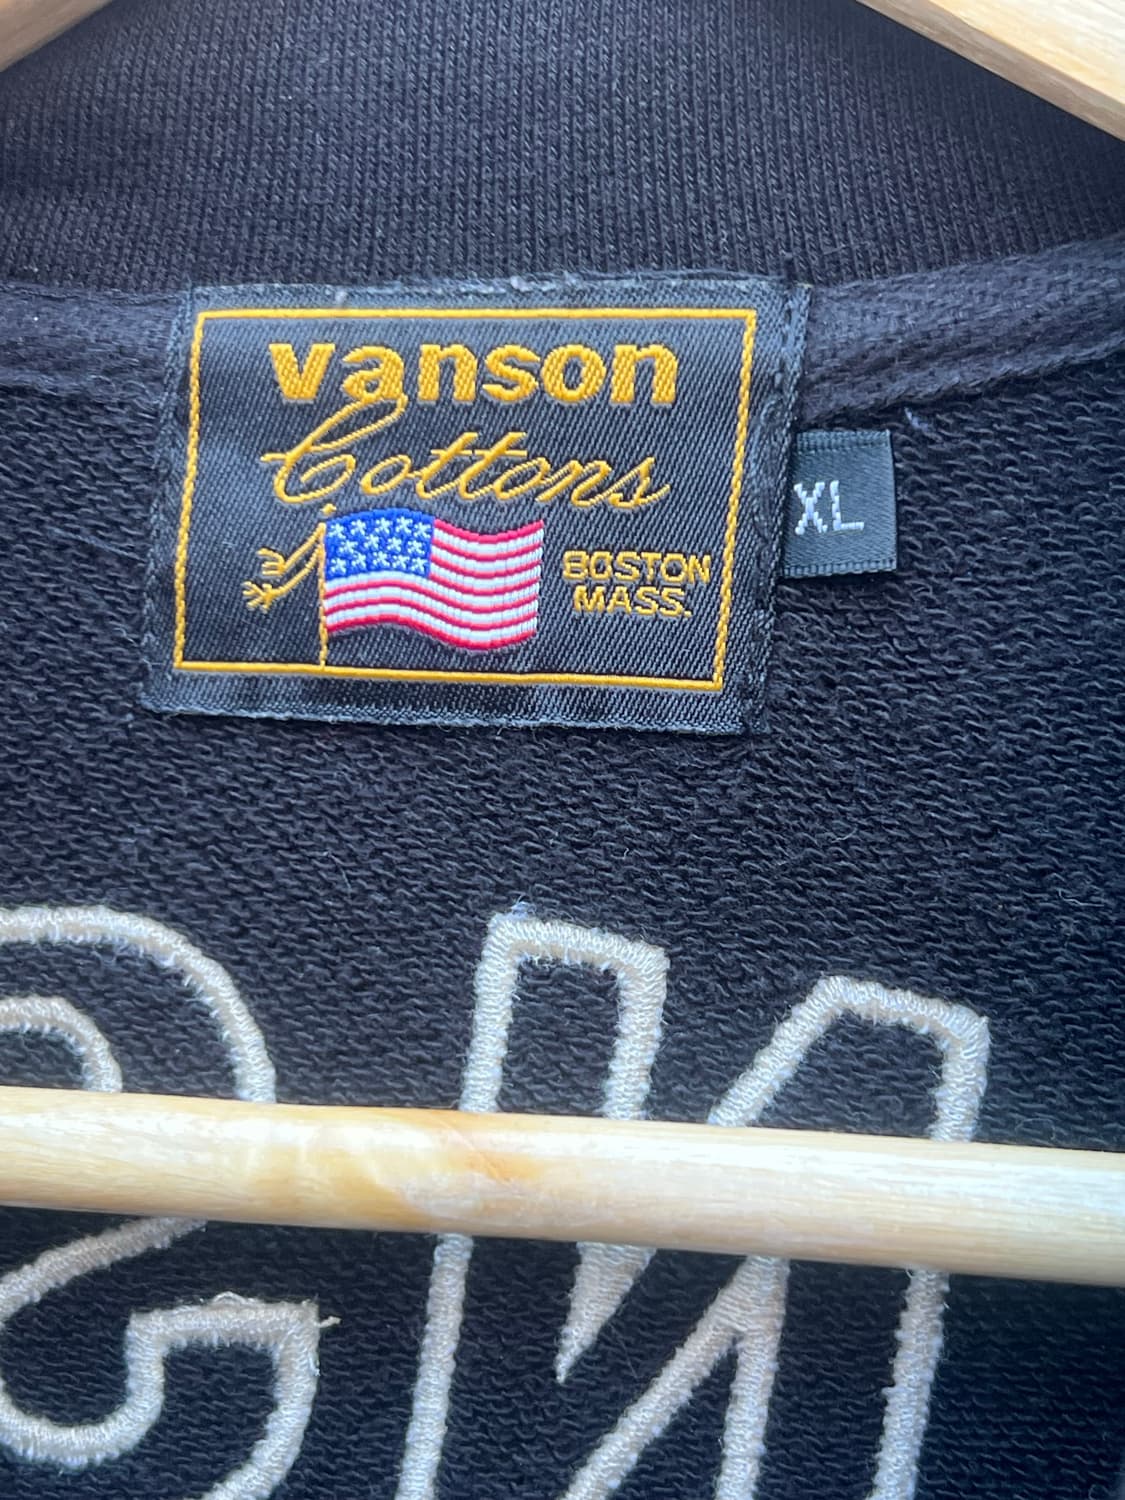 vanson
Cottons
BOSTON
MASS.
XL